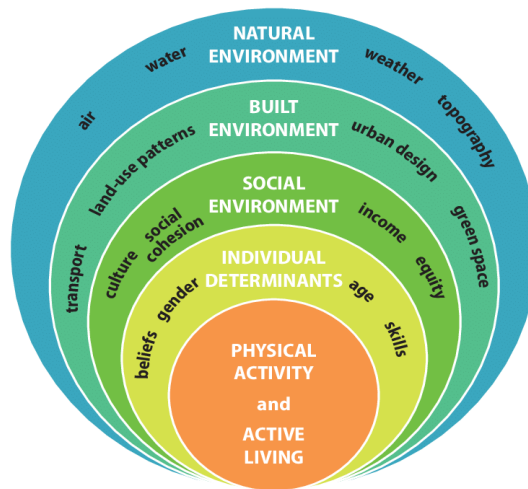 NATURAL
ENVIRONMENT
air
water
weather
topography
BUILT
ENVIRONMENT
transport
land-use patterns
urban design
green space
SOCIAL
ENVIRONMENT
culture
social
cohesion
income
equity
INDIVIDUAL
DETERMINANTS
beliefs
gender
age
skills
PHYSICAL
ACTIVITY
and
ACTIVE
LIVING